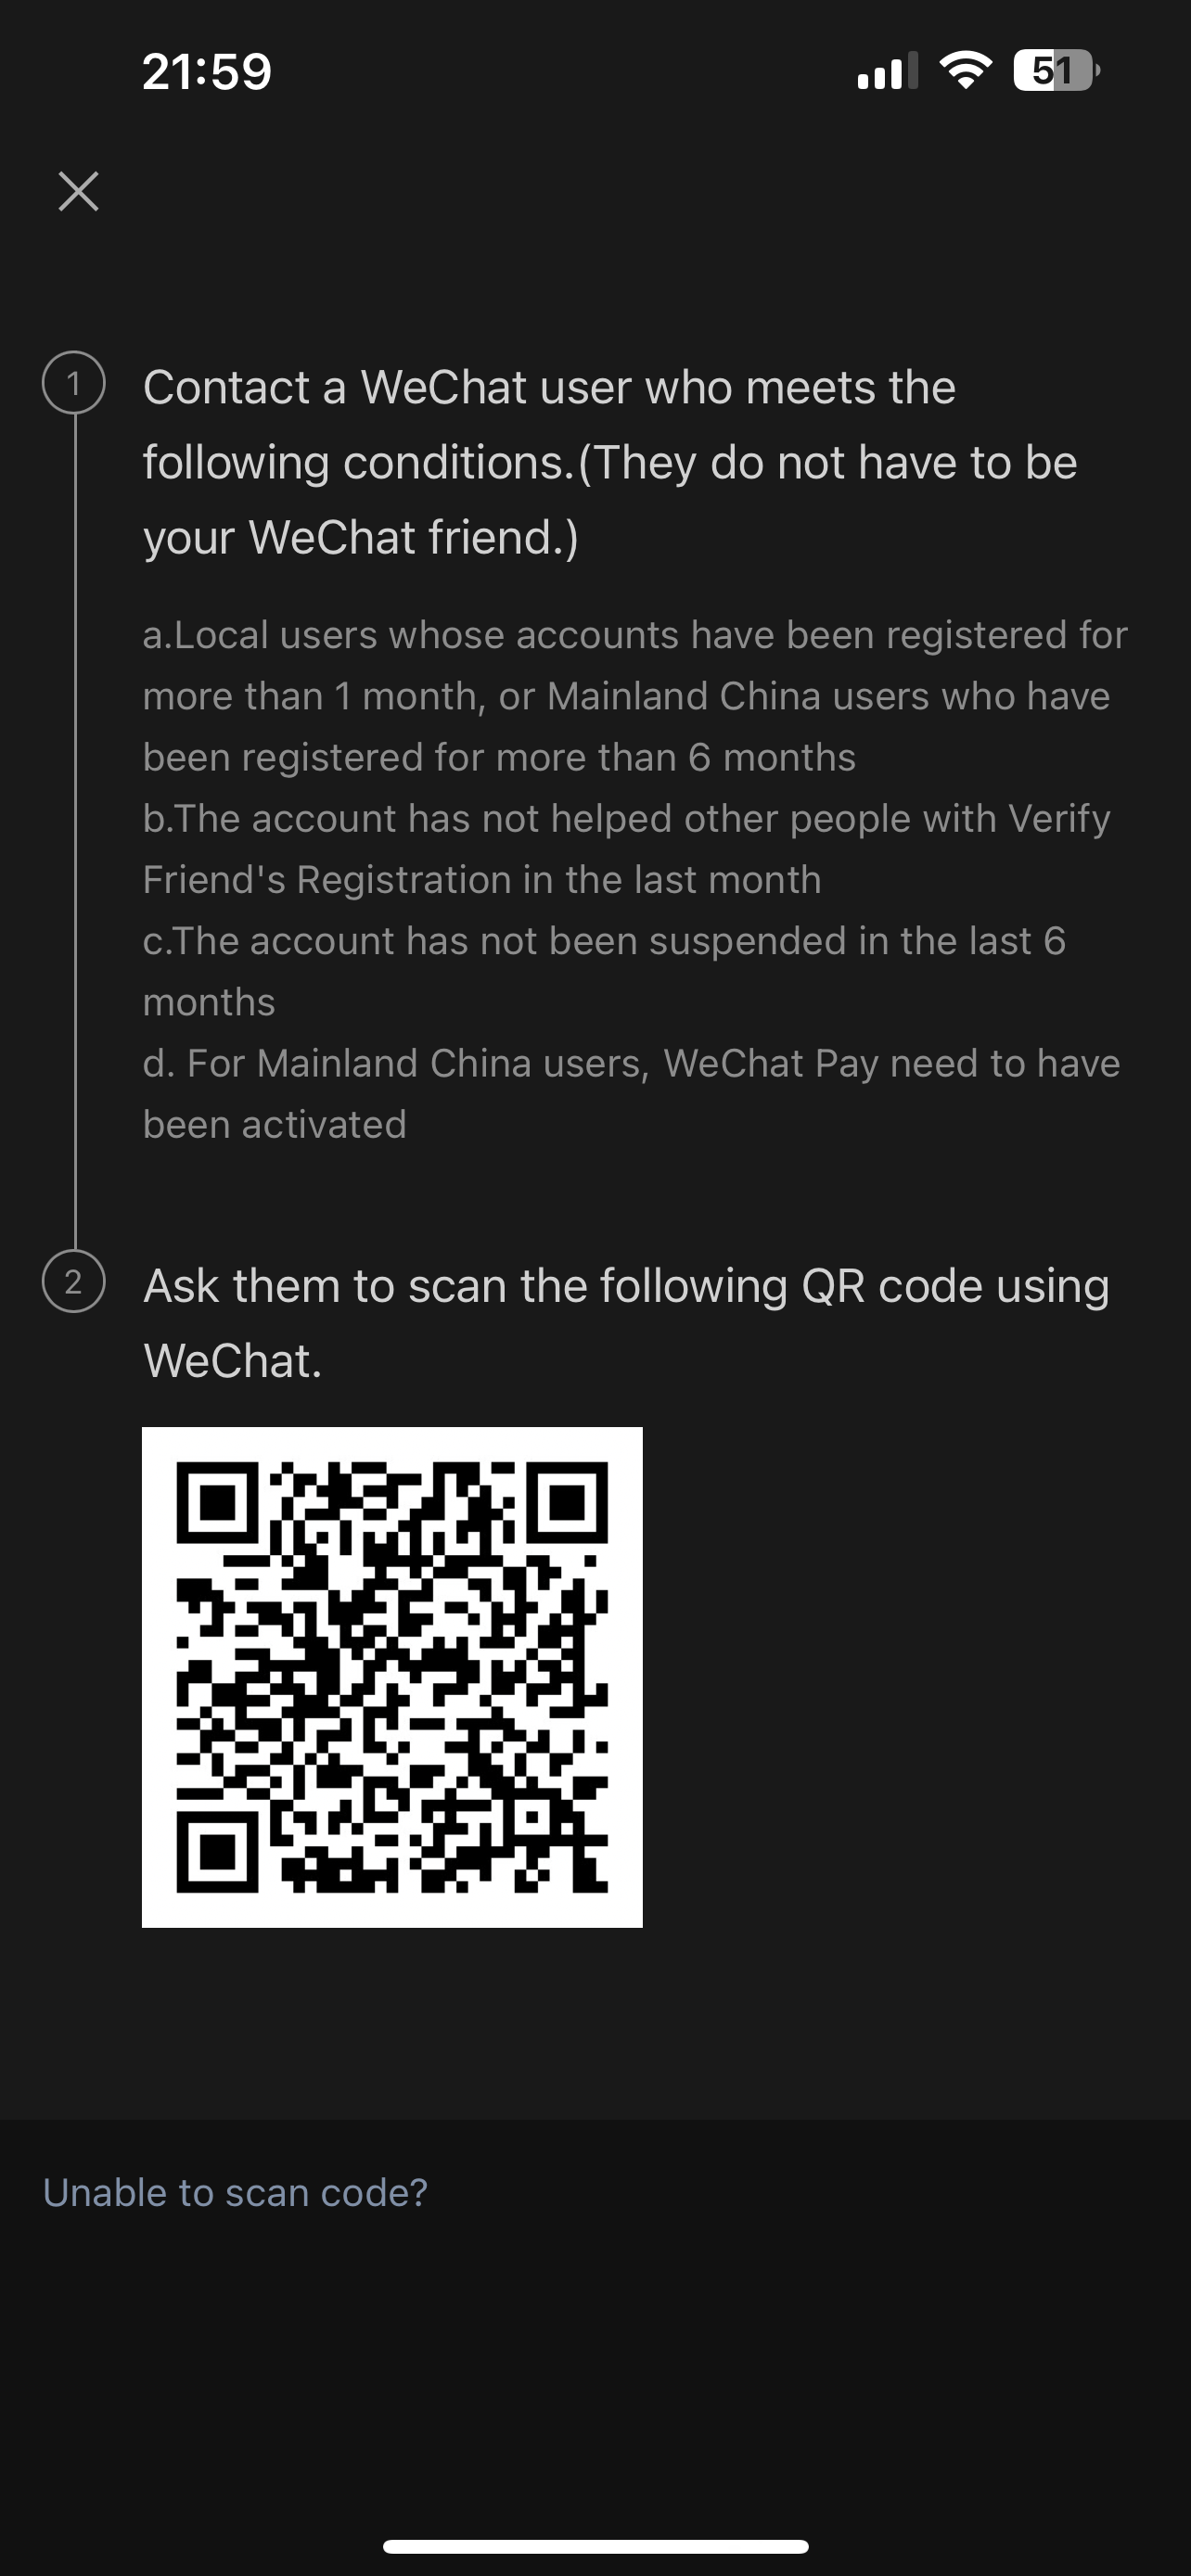 21:59
51
1
Contact a WeChat user who meets the
following conditions.(They do not have to be
your WeChat friend.)
a.Local users whose accounts have been registered for
more than 1 month, or Mainland China users who have
been registered for more than 6 months
b.The account has not helped other people with Verify
Friend's Registration in the last month
c.The account has not been suspended in the last 6
months
d. For Mainland China users, WeChat Pay need to have
been activated
2
Ask them to scan the following QR code using
WeChat.
Unable to scan code?